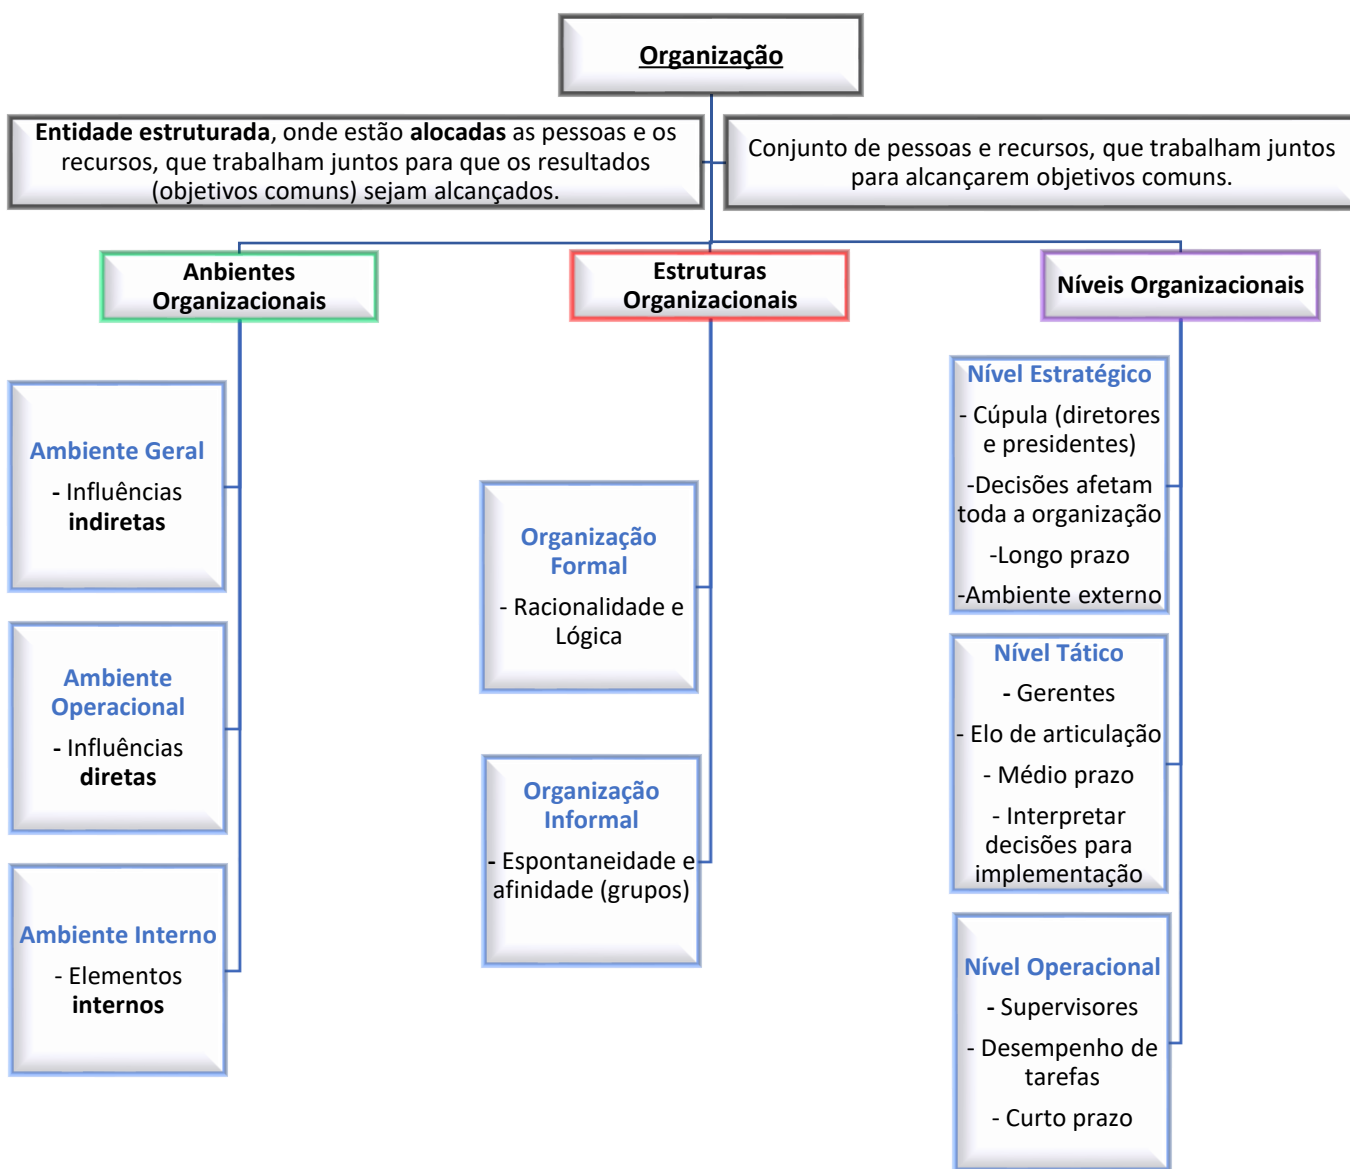 Organização
Entidade estruturada, onde estão alocadas as pessoas e os
recursos, que trabalham juntos para que os resultados
(objetivos comuns) sejam alcançados.
Conjunto de pessoas e recursos, que trabalham juntos
para alcançarem objetivos comuns.
Anbientes
Organizacionais
Ambiente Geral
- Influências
indiretas
Ambiente
Operacional
- Influências
diretas
Ambiente Interno
- Elementos
internos
Estruturas
Organizacionais
Organização
Formal
- Racionalidade e
Lógica
Organização
Informal
- Espontaneidade e
afinidade (grupos)
Níveis Organizacionais
Nível Estratégico
- Cúpula (diretores
e presidentes)
-Decisões afetam
toda a organização
-Longo prazo
-Ambiente externo
Nível Tático
- Gerentes
- Elo de articulação
- Médio prazo
- Interpretar
decisões para
implementação
Nível Operacional
- Supervisores
- Desempenho de
tarefas
- Curto prazo